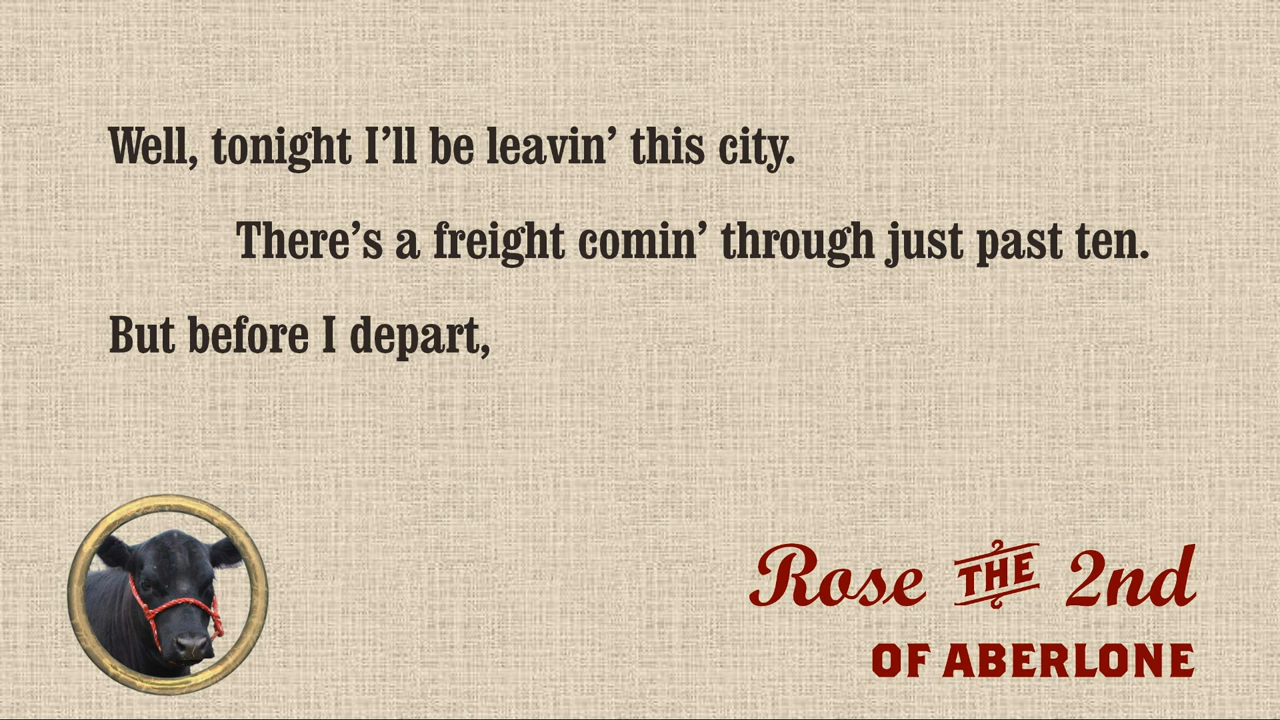 Well, tonight I’ll be leavin’ this city.
There’s a freight comin’ through just past ten.
But before I depart,
Rose THE 2nd
OF ABERLONE